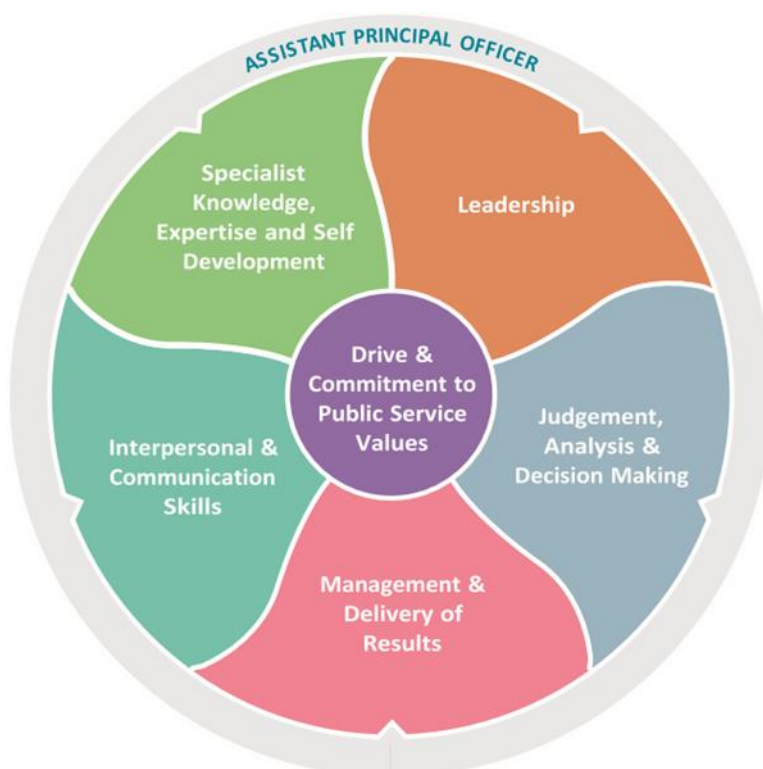 ASSISTANT PRINCIPAL OFFICER
Specialist
Knowledge,
Expertise and Self
Development
Leadership
Drive &
Commitment to
Public Service
Values
Judgement,
Analysis &
Decision Making
Interpersonal &
Communication
Skills
Management &
Delivery of
Results